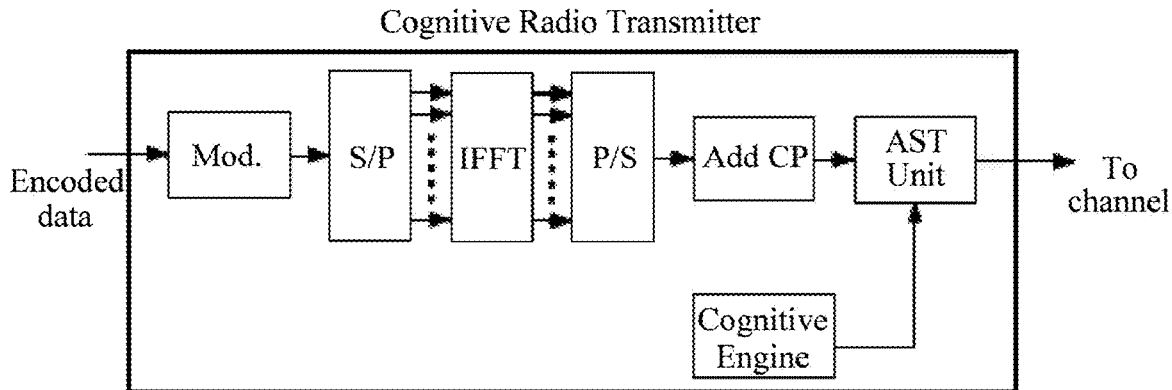 Cognitive Radio Transmitter
Encoded
data
Mod.
S/P
IFFT
P/S
Add CP
AST
Unit
To
channel
Cognitive
Engine